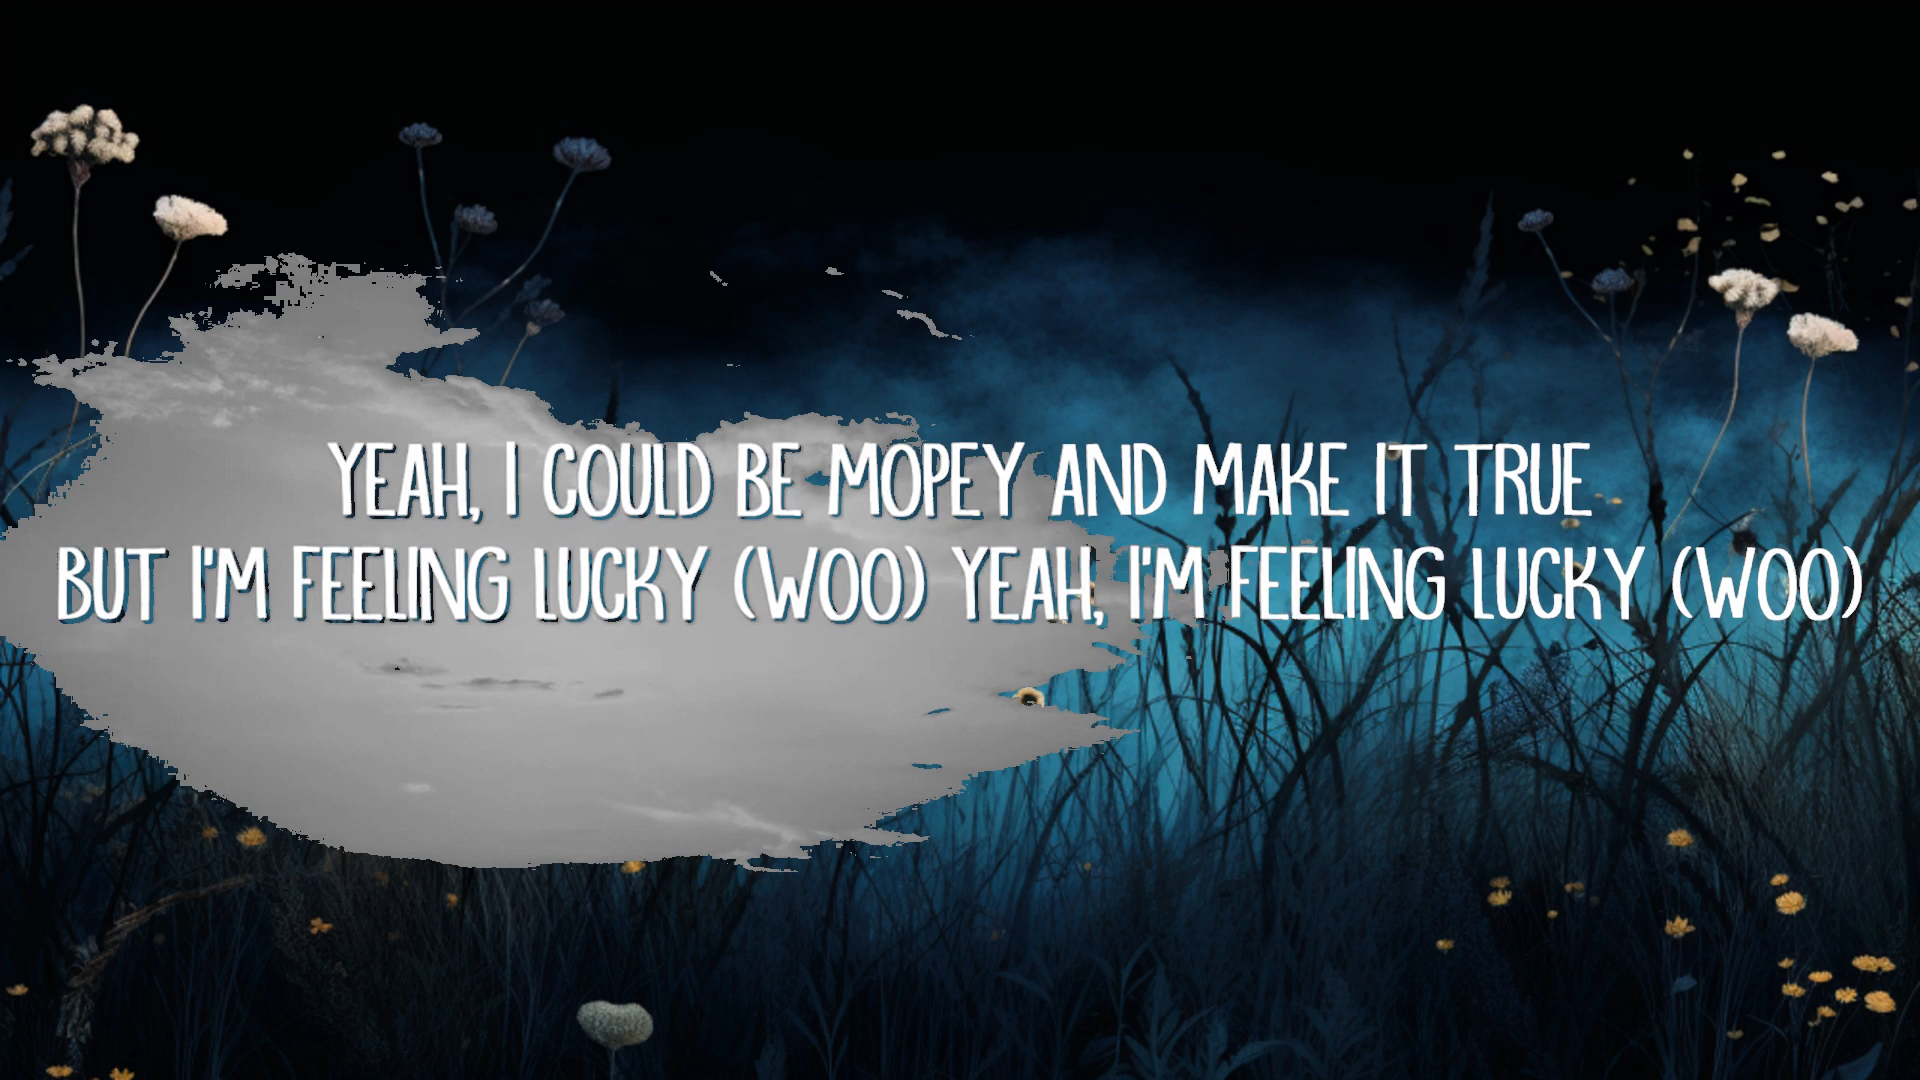 YEAH, I COULD BE MOPEY AND MAKE IT TRUE
BUT I'M FEELING LUCKY (WOO) YEAH, I'M FEELING LUCKY (WOO)